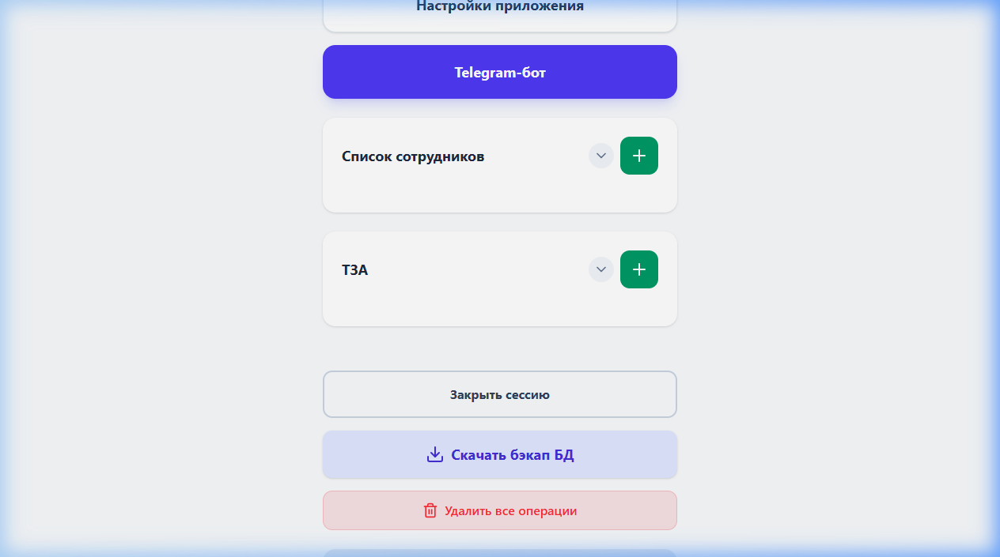 Настройки приложения
Telegram-бот
Список сотрудников
ТЗА
Закрыть сессию
Скачать бэкап БД
Удалить все операции